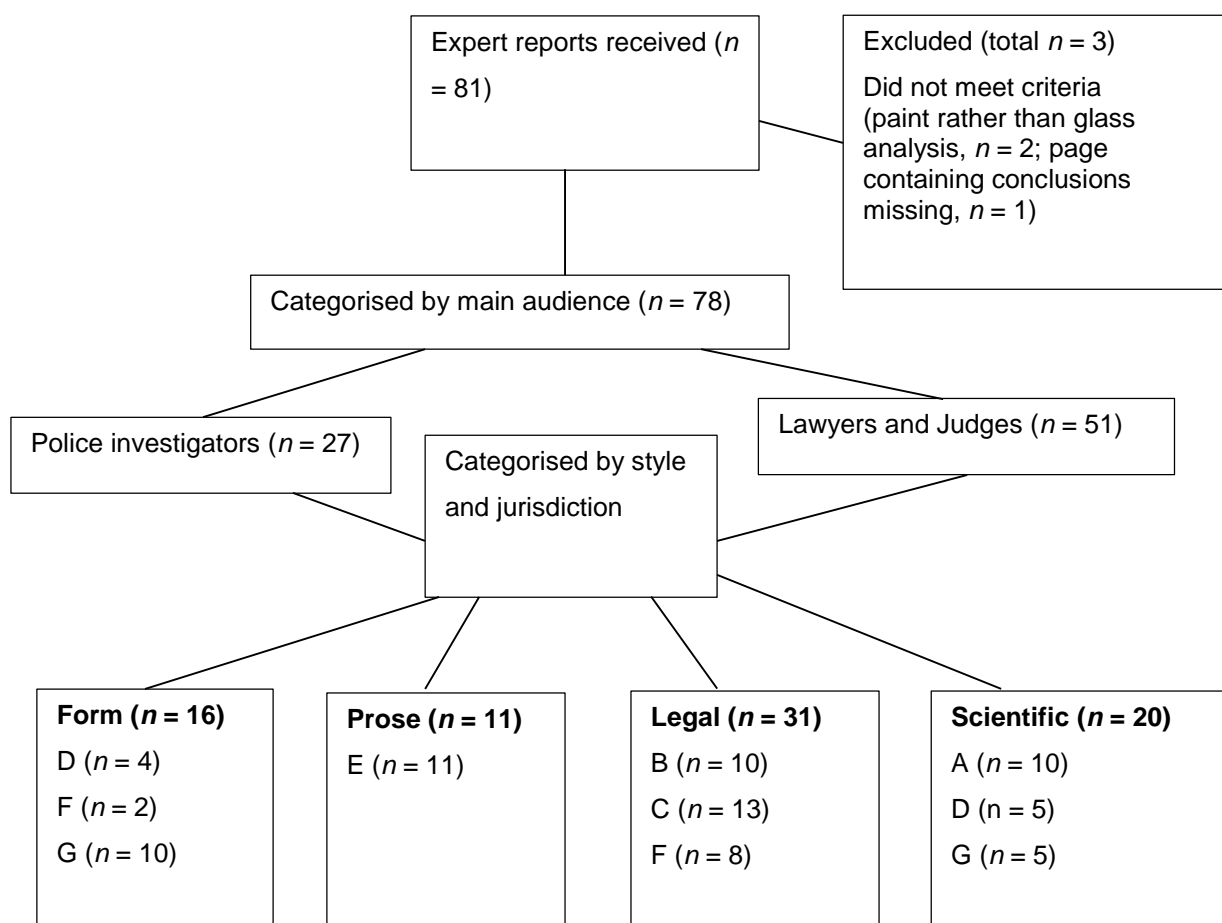 Expert reports received (n
= 81)
Excluded (total n = 3)
Did not meet criteria
(paint rather than glass
analysis, n = 2; page
containing conclusions
missing, n = 1)
Categorised by main audience (n = 78)
Police investigators (n = 27)
Lawyers and Judges (n = 51)
Categorised by style
and jurisdiction
Form (n = 16)
D (n = 4)
F (n = 2)
G (n = 10)
Prose (n = 11)
E (n = 11)
Legal (n = 31)
B (n = 10)
C (n = 13)
F (n = 8)
Scientific (n = 20)
A (n = 10)
D (n = 5)
G (n = 5)